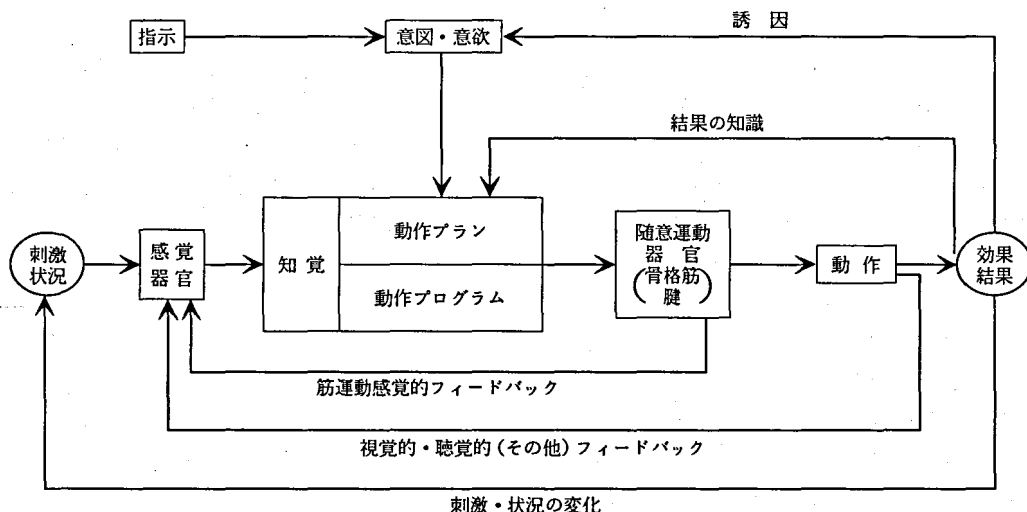 誘 因
指示
意図・意欲
結果の知識
刺激
状況
感 覚
器 官
知 覚
動作プラン
動作プログラム
随意運動
器 官
(骨格筋
腱)
動 作
効果
結果
筋運動感覚的フィードバック
視覚的・聴覚的(その他)フィードバック
刺激・状況の変化